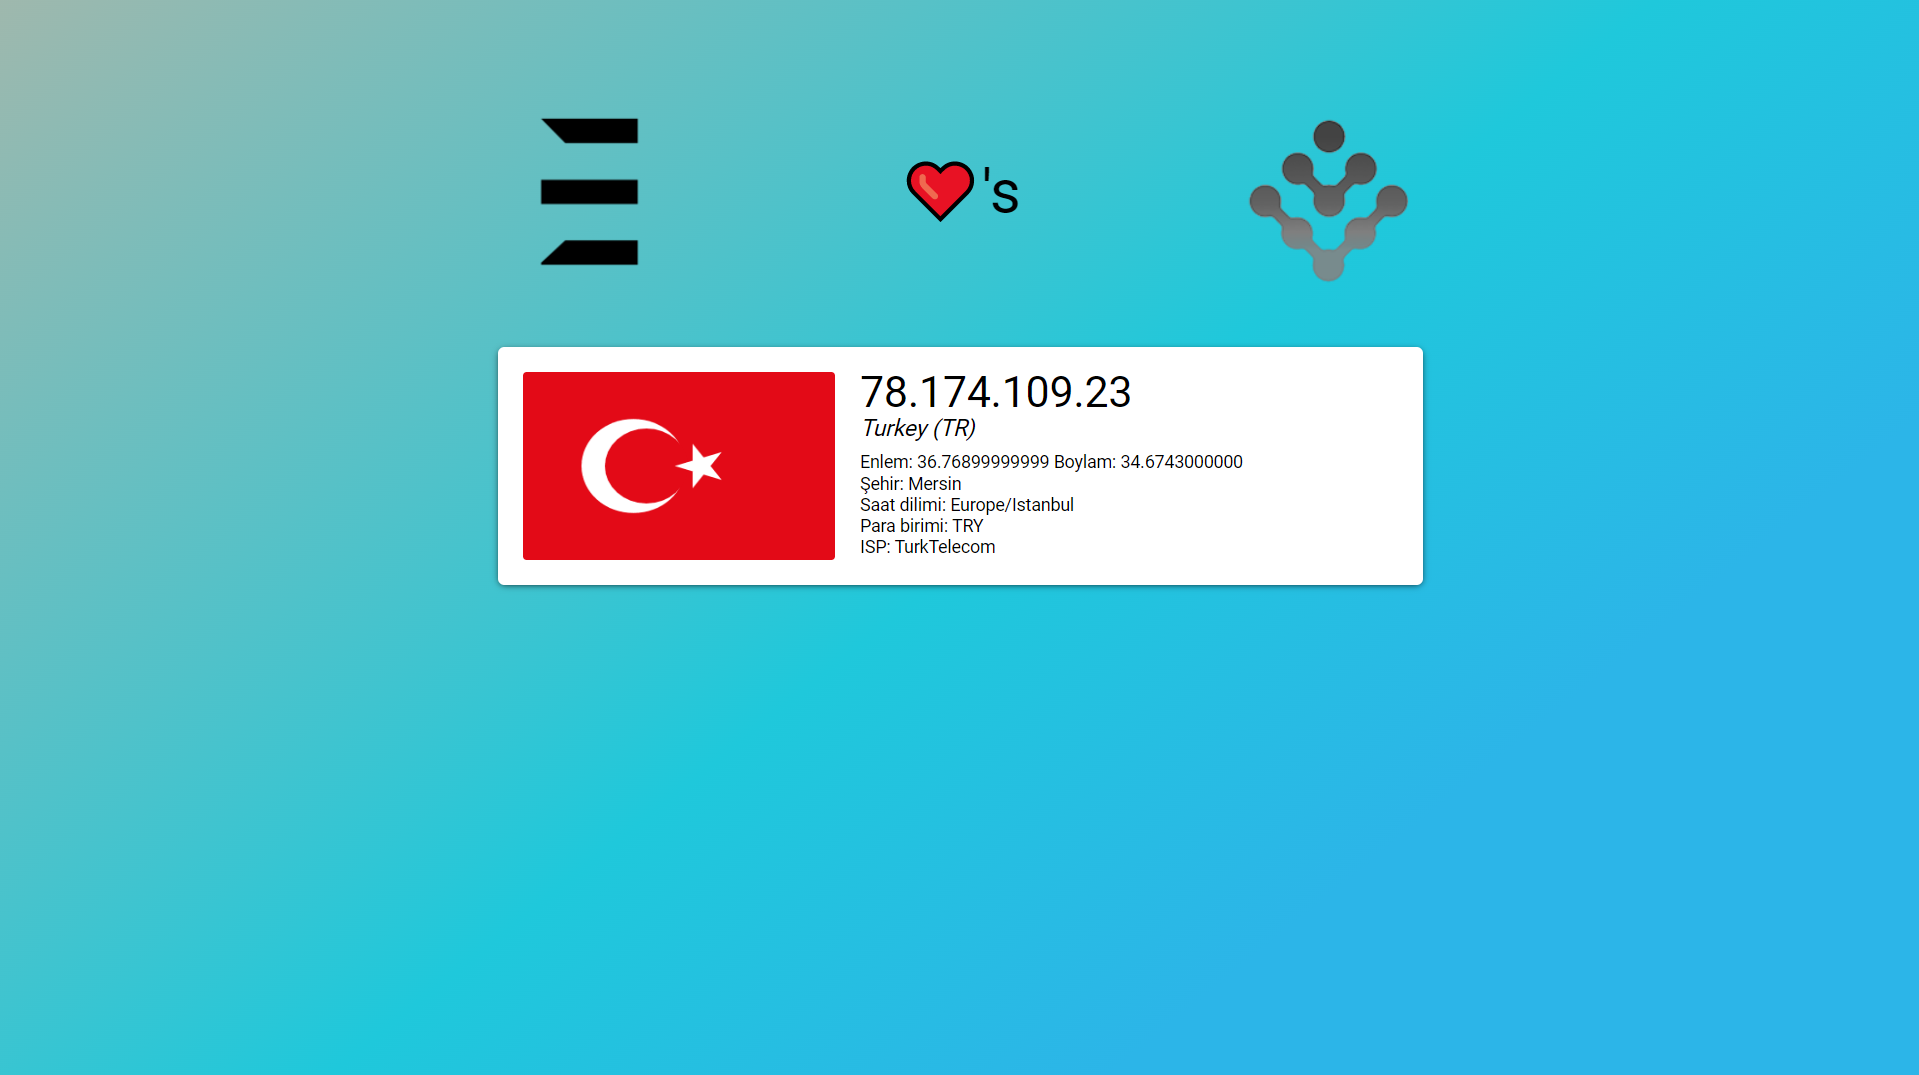 's
78.174.109.23
Turkey (TR)
Enlem: 36.76899999999 Boylam: 34.6743000000
Şehir: Mersin
Saat dilimi: Europe/Istanbul
Para birimi: TRY
ISP: TurkTelecom